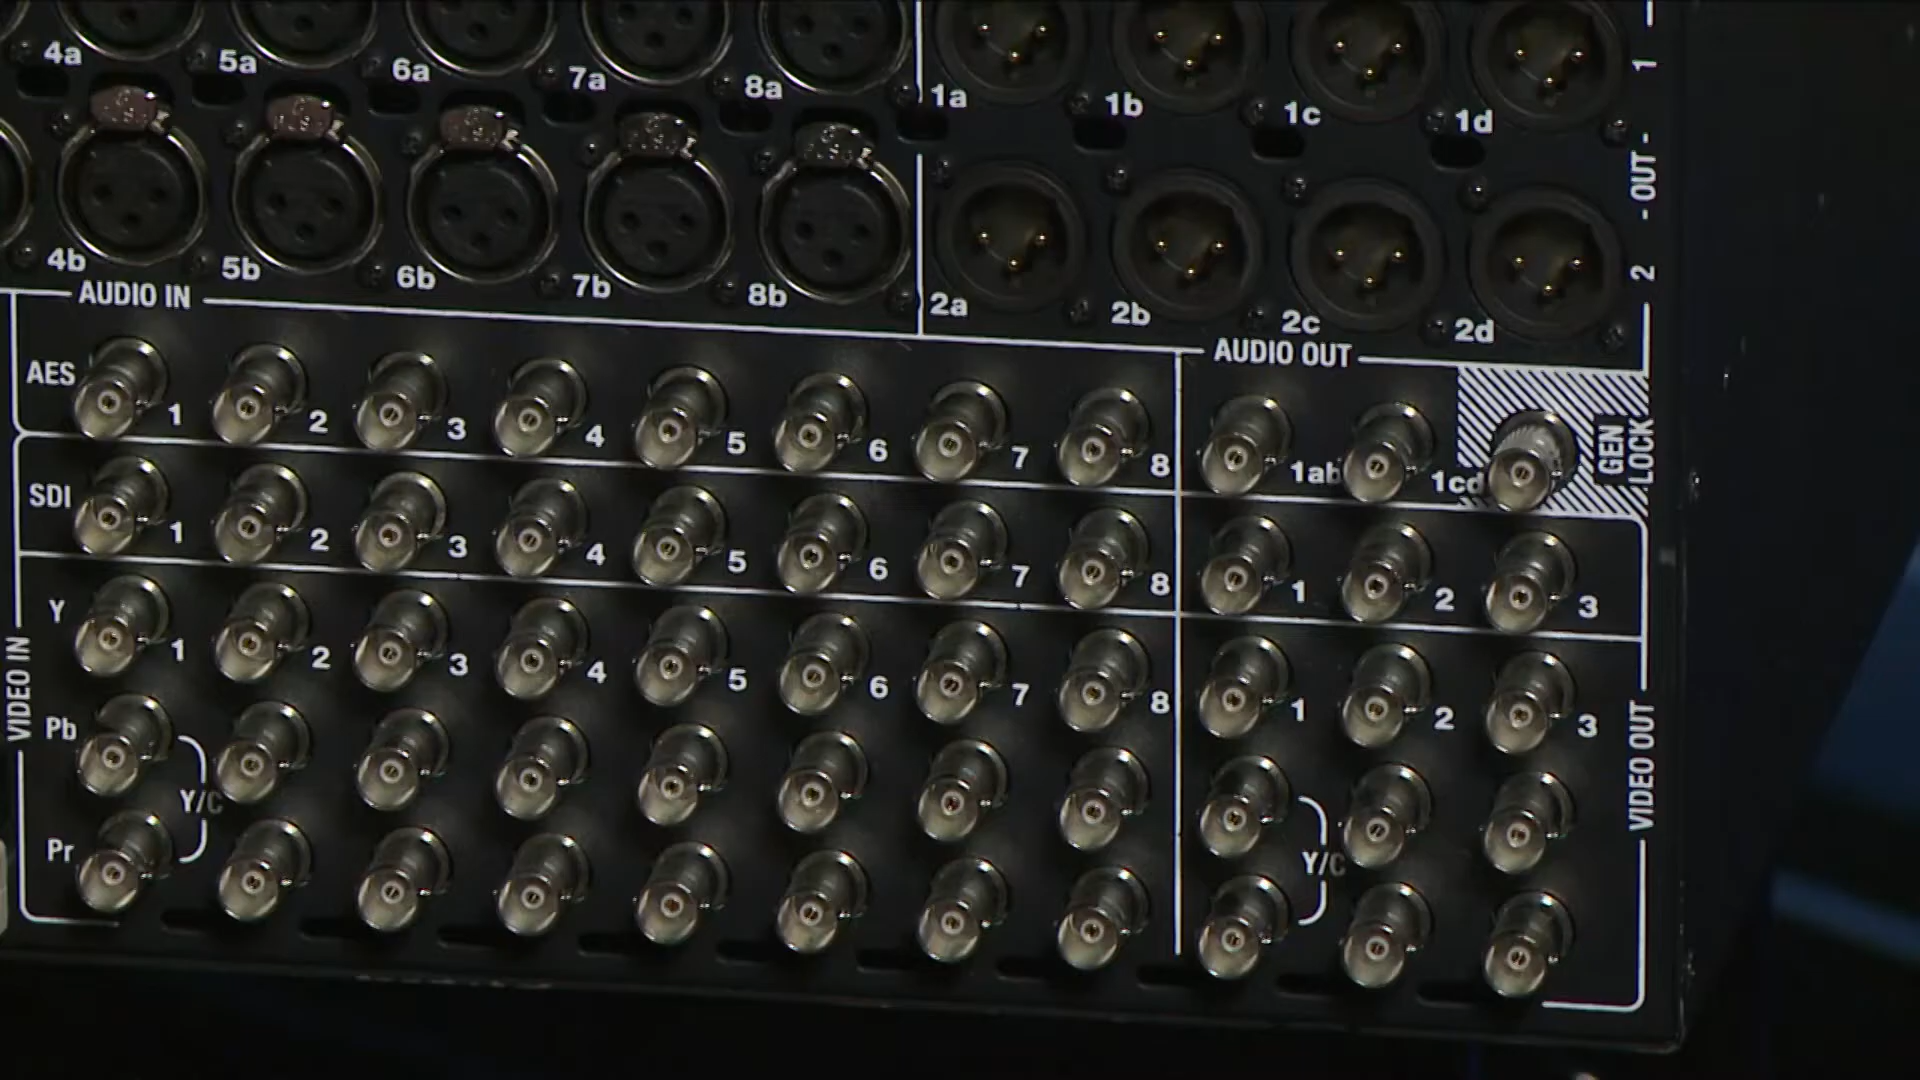 4a 5a 6a 7a 8a 1a 1b 1c 1d 1
- OUT -
4b 5b 6b 7b 8b 2a 2b 2c 2d 2
AUDIO IN
AUDIO OUT
AES 1 2 3 4 5 6 7 8 1ab 1cd
GEN LOCK
SDI 1 2 3 4 5 6 7 8 1 2 3
Y 1 2 3 4 5 6 7 8 1 2 3
VIDEO IN
Pb
Y/C
Pr
Y/C
VIDEO OUT